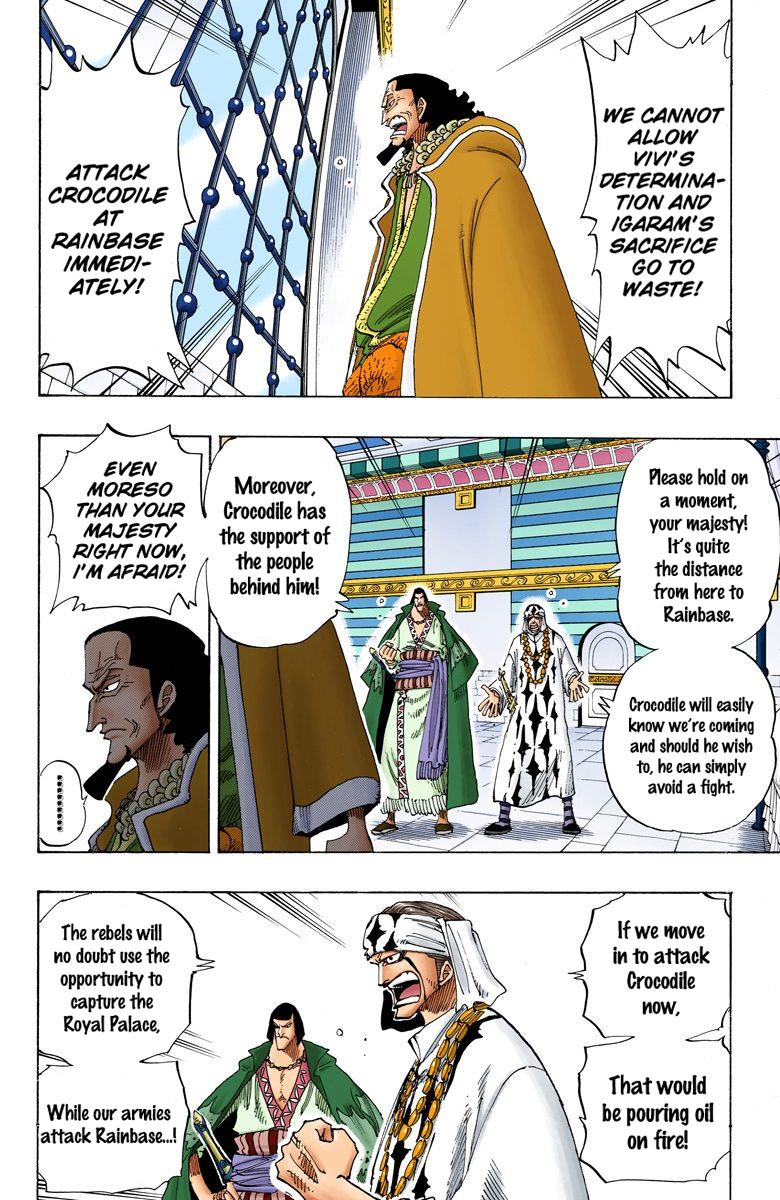 WE CANNOT
ALLOW
VIVI'S
DETERMINA-
TION AND
IGARAM'S
SACRIFICE
GO TO
WASTE!
ATTACK
CROCODILE
AT
RAINBASE
IMMEDI-
ATELY!
Please hold on
a moment,
your majesty!
It's quite
the distance
from here to
Rainbase.
Crocodile will easily
know we're coming
and should he wish
to, he can simply
avoid a fight.
Moreover,
Crocodile has
the support of
the people
behind him!
EVEN
MORESO
THAN YOUR
MAJESTY
RIGHT NOW,
I'M AFRAID!
.........
If we move
in to attack
Crocodile
now,
That would
be pouring oil
on fire!
The rebels will
no doubt use the
opportunity to
capture the
Royal Palace,
While our armies
attack Rainbase...!